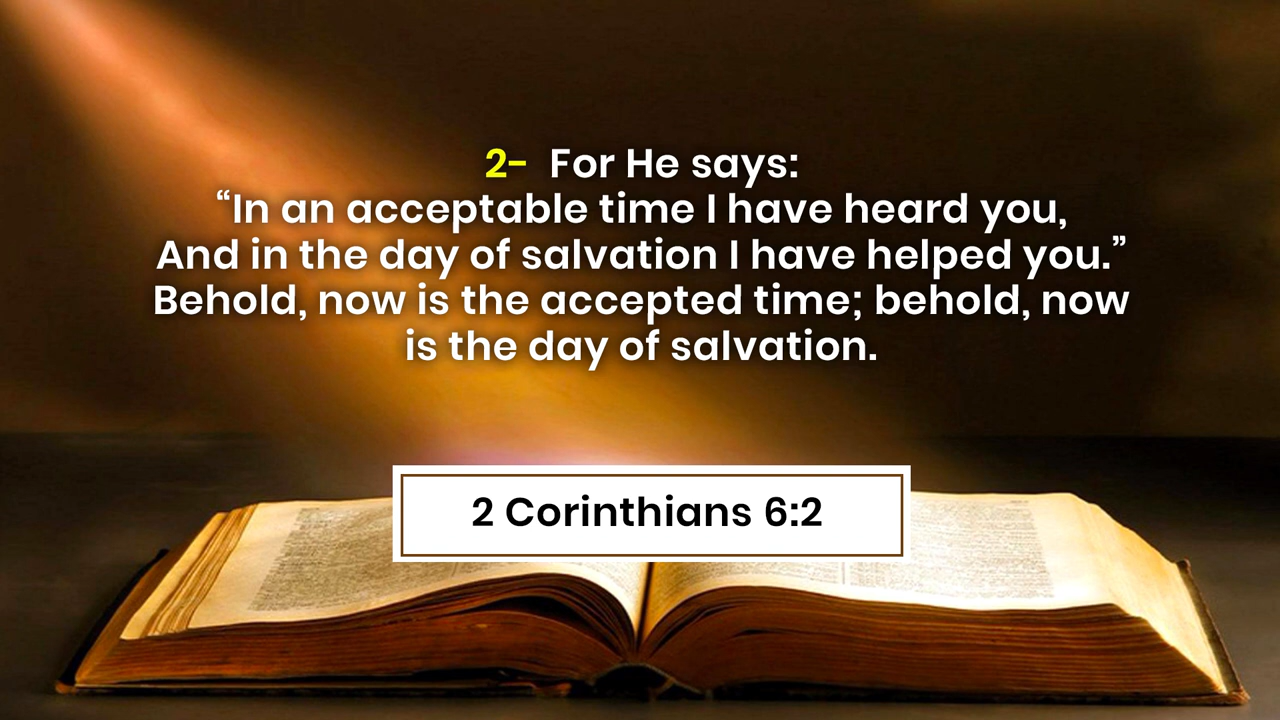 2- For He says:
“In an acceptable time I have heard you,
And in the day of salvation I have helped you.”
Behold, now is the accepted time; behold, now
is the day of salvation.
2 Corinthians 6:2